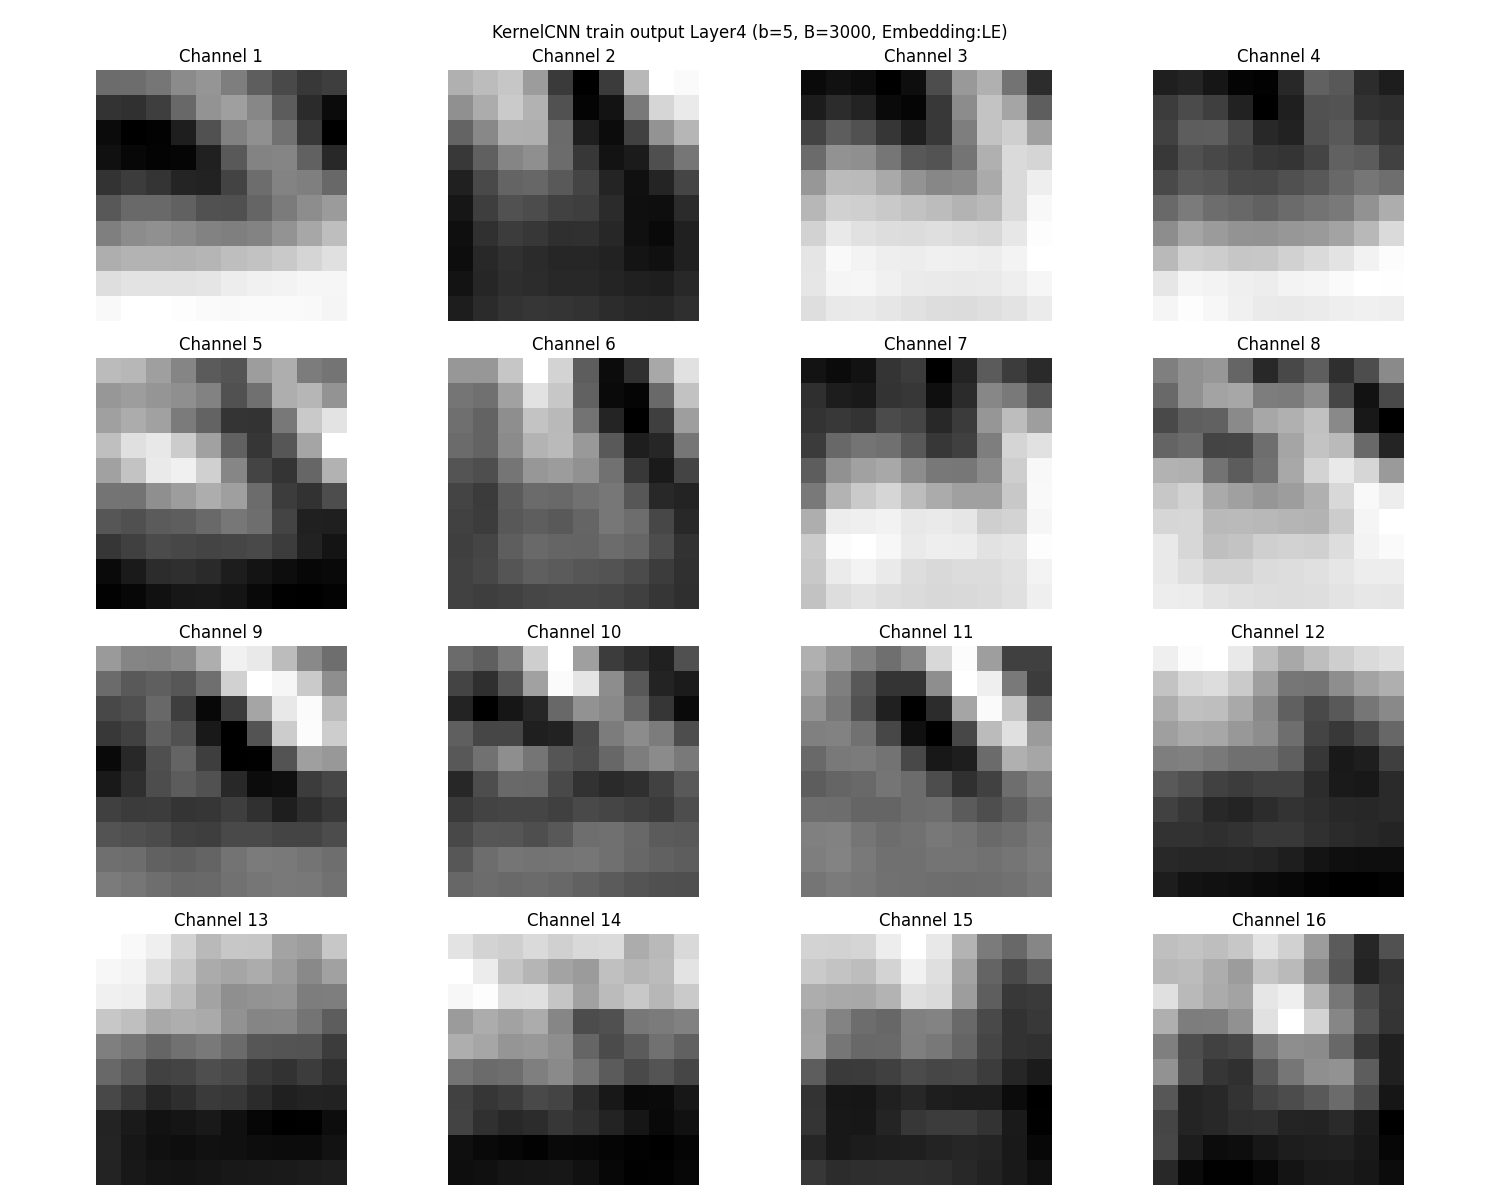 KernelCNN train output Layer4 (b=5, B=3000, Embedding:LE)
Channel 1
Channel 2
Channel 3
Channel 4
Channel 5
Channel 6
Channel 7
Channel 8
Channel 9
Channel 10
Channel 11
Channel 12
Channel 13
Channel 14
Channel 15
Channel 16